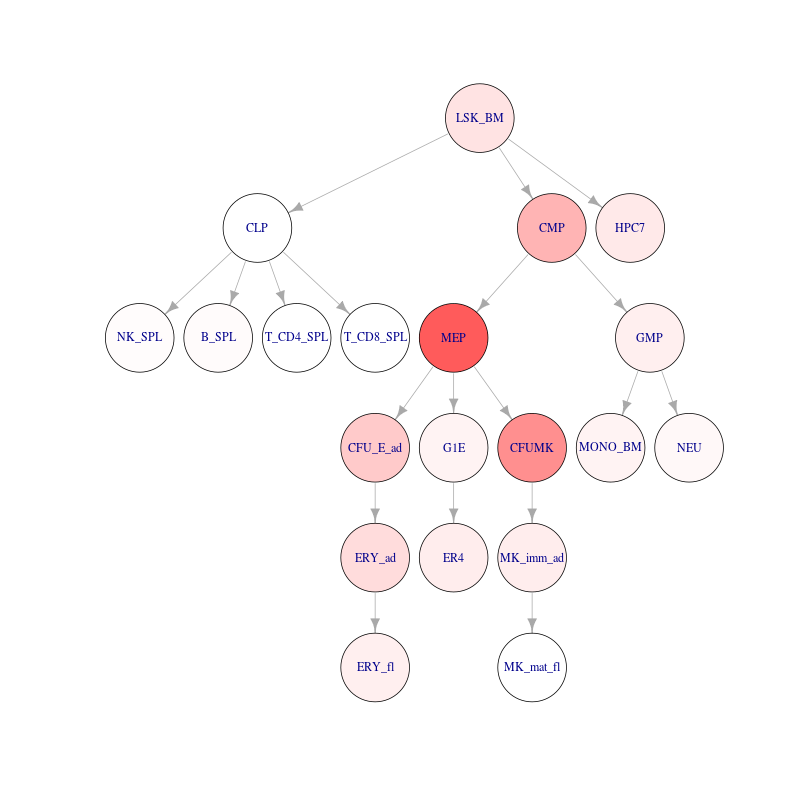 LSK_BM
CLP
CMP
HPC7
NK_SPL
B_SPL
T_CD4_SPL
T_CD8_SPL
MEP
GMP
CFU_E_ad
G1E
CFUMK
MONO_BM
NEU
ERY_ad
ER4
MK_imm_ad
ERY_fl
MK_mat_fl